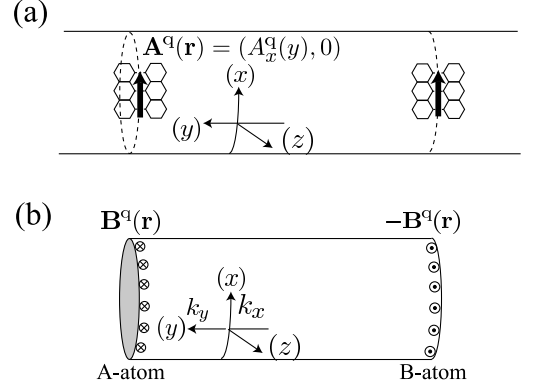 (a)
𝐀^q(𝐫) = (A_x^q(y), 0)
(x)
(y)
(z)
(b)
𝐁^q(𝐫)
−𝐁^q(𝐫)
(x)
k_y
k_x
(y)
(z)
A-atom
B-atom